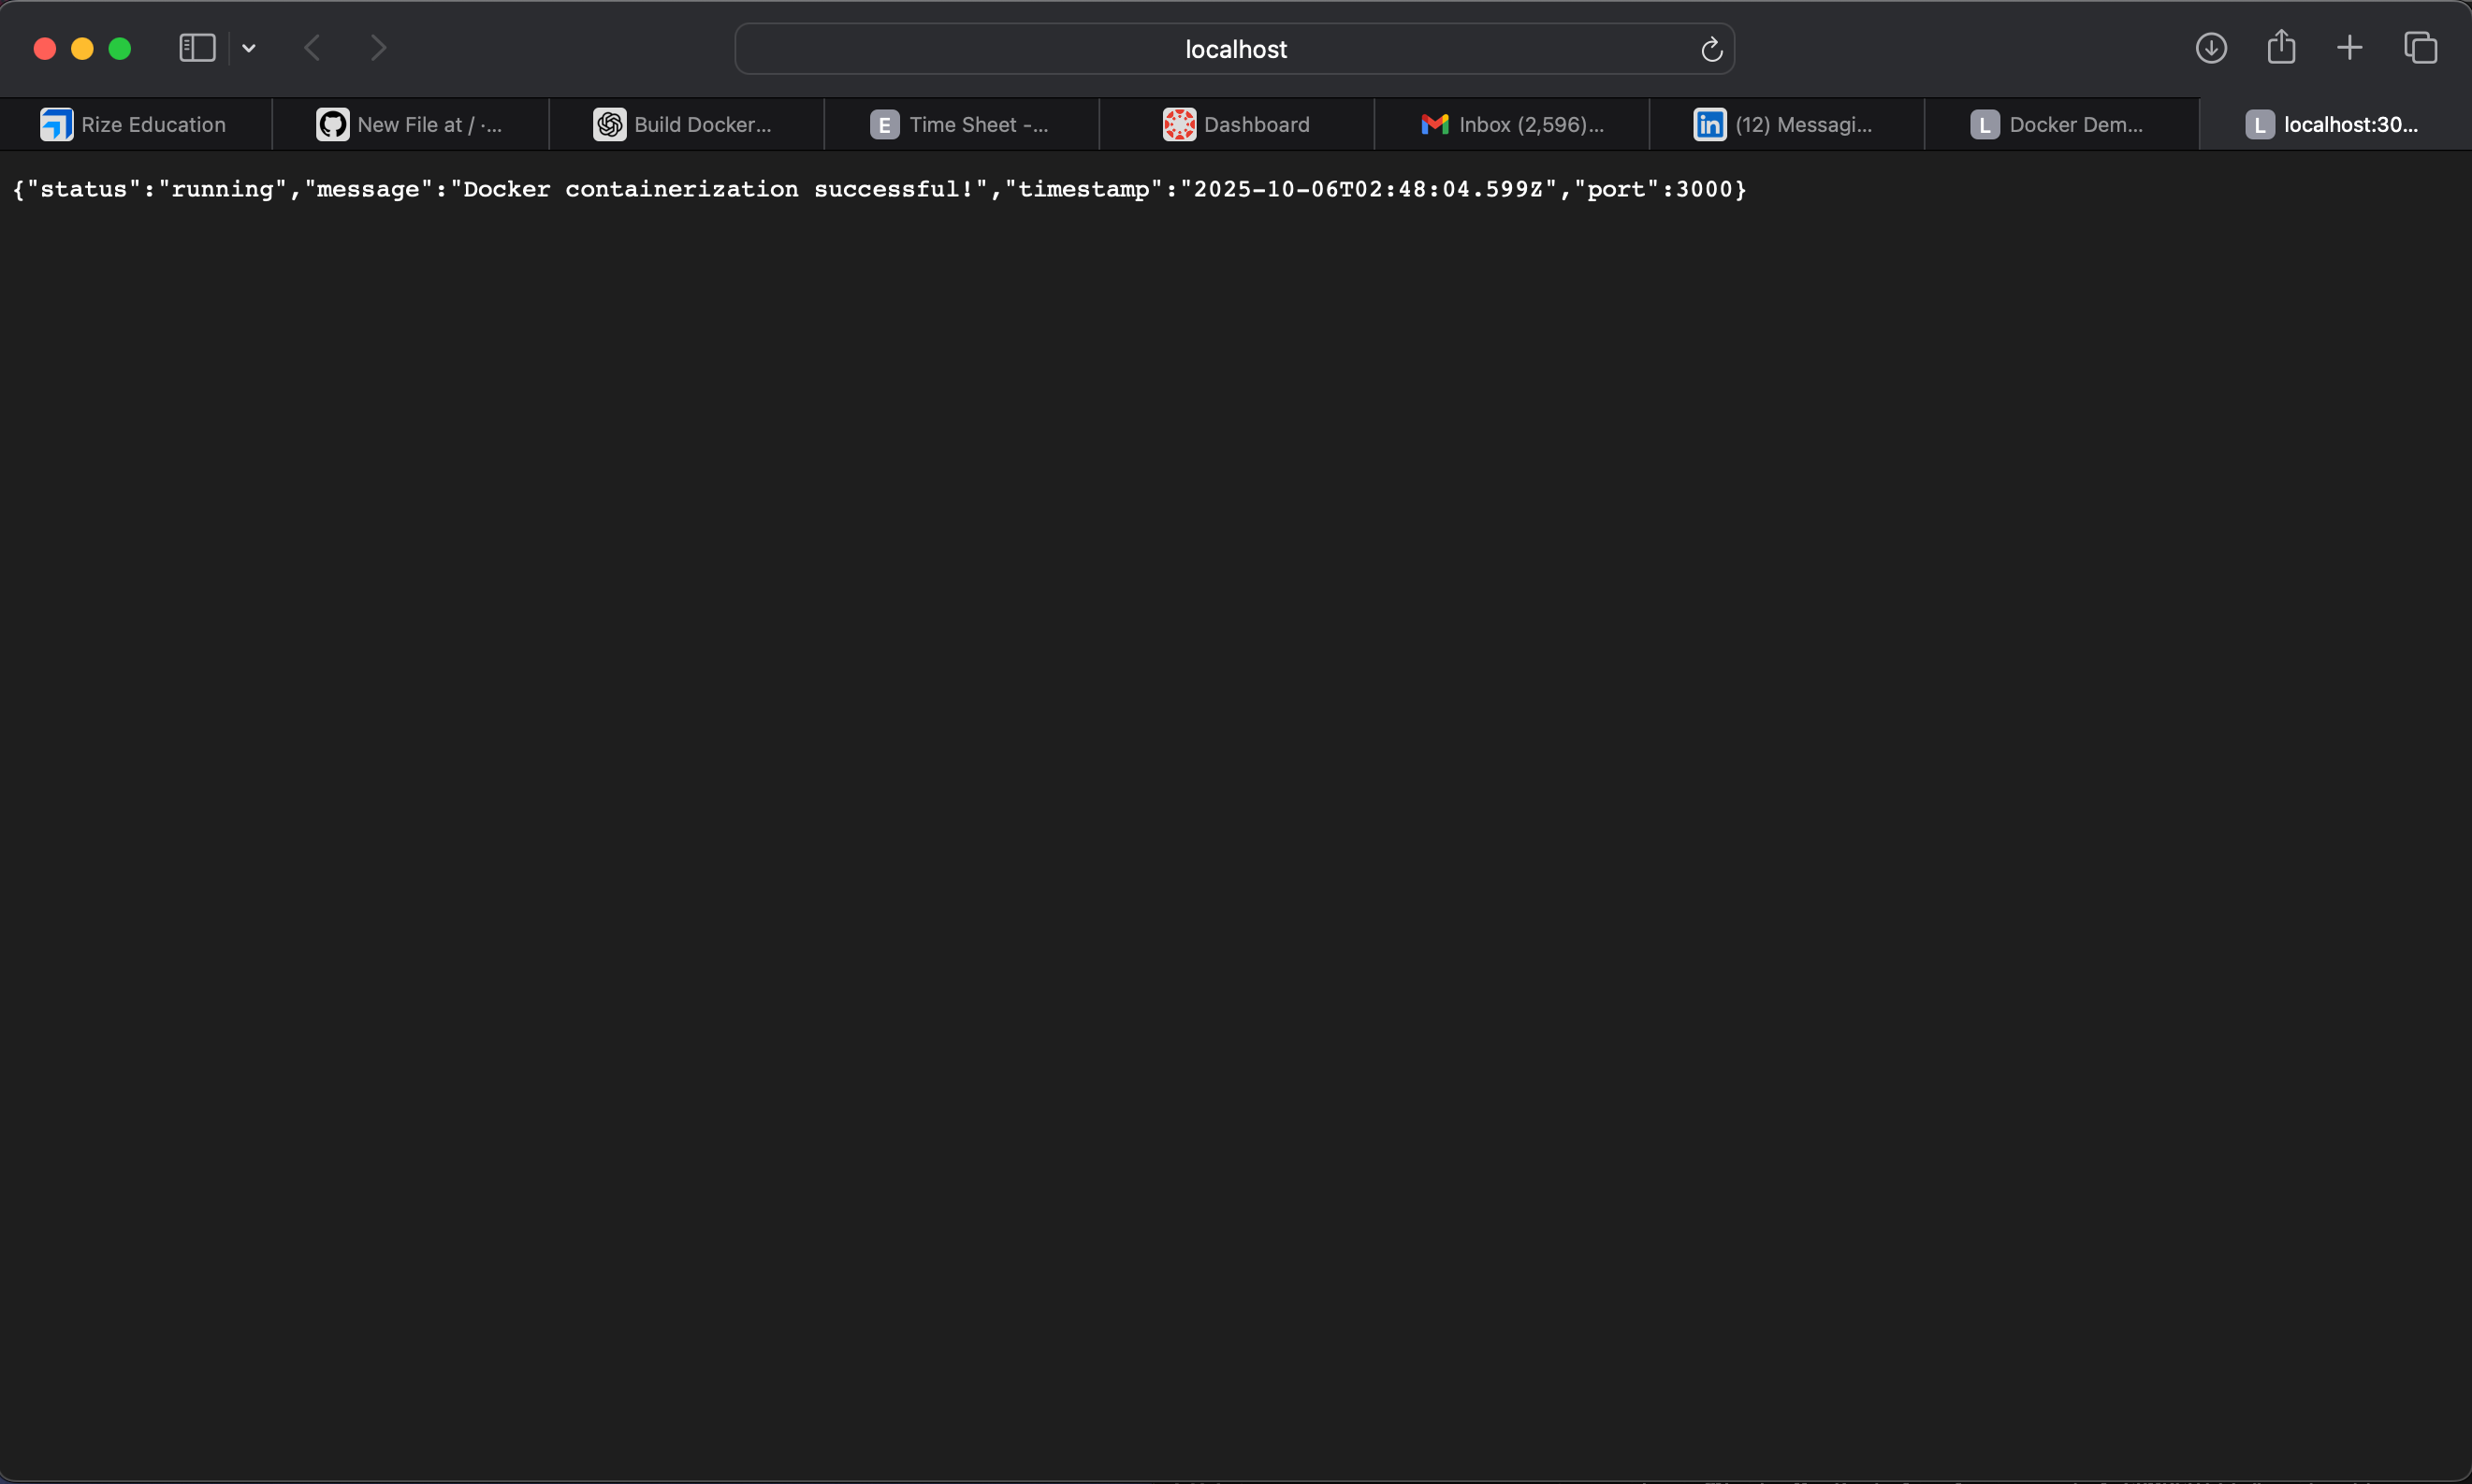 localhost
Rize Education
New File at / ·...
Build Docker...
E Time Sheet -...
Dashboard
Inbox (2,596)...
in (12) Messagi...
L Docker Dem...
L localhost:30...
{"status":"running","message":"Docker containerization successful!","timestamp":"2025-10-06T02:48:04.599Z","port":3000}